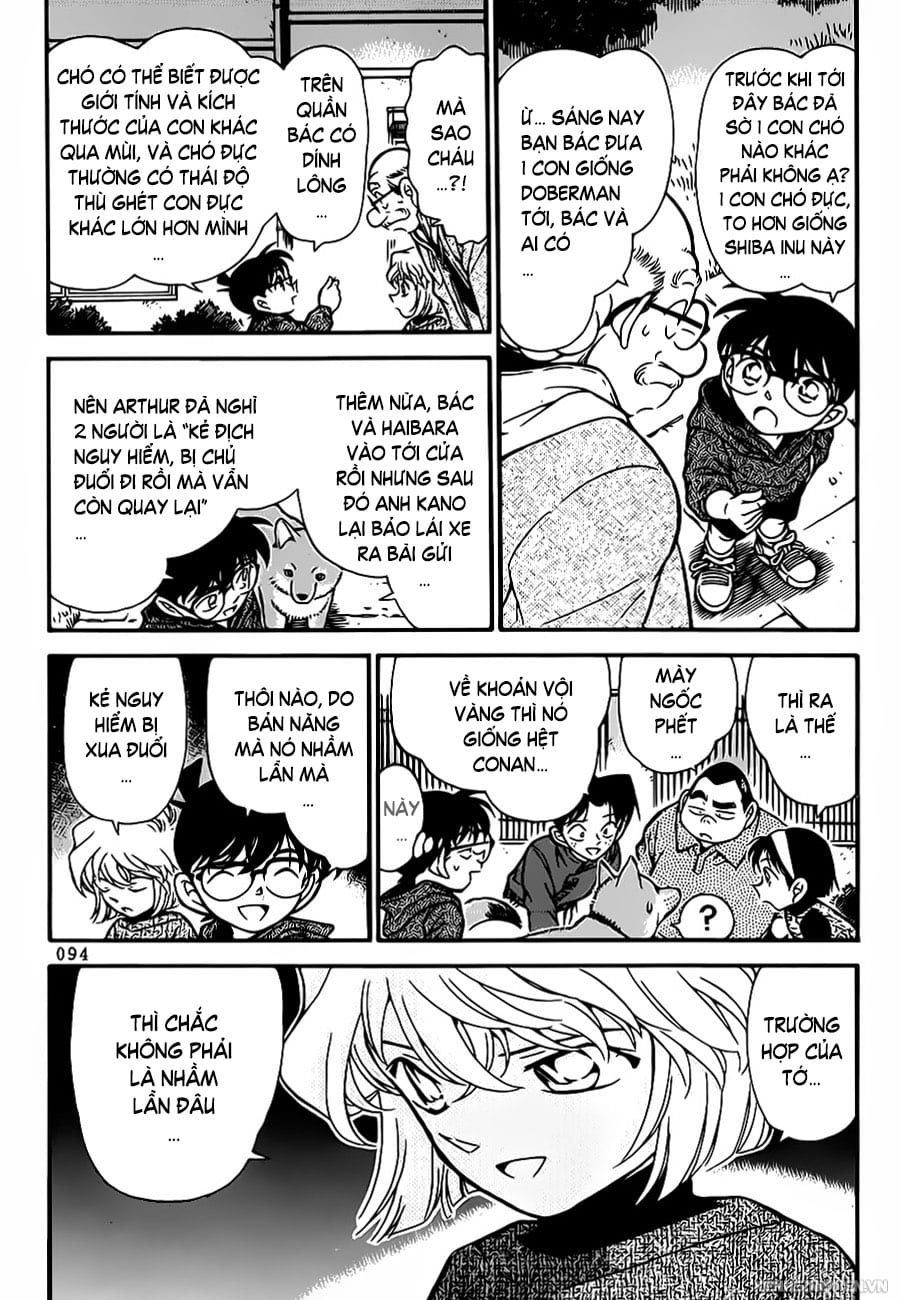 TRƯỚC KHI TỚI
ĐÂY BÁC ĐÃ
SỜ 1 CON CHÓ
NÀO KHÁC
PHẢI KHÔNG Ạ?
1 CON CHÓ ĐỰC,
TO HƠN GIỐNG
SHIBA INU NÀY
...
Ừ... SÁNG NAY
BẠN BÁC ĐƯA
1 CON GIỐNG
DOBERMAN
TỚI, BÁC VÀ
AI CÓ
...
MÀ
SAO
CHÁU
...?!
TRÊN
QUẦN
BÁC CÓ
DÍNH
LÔNG
...
CHÓ CÓ THỂ BIẾT ĐƯỢC
GIỚI TÍNH VÀ KÍCH
THƯỚC CỦA CON KHÁC
QUA MÙI, VÀ CHÓ ĐỰC
THƯỜNG CÓ THÁI ĐỘ
THÙ GHÉT CON ĐỰC
KHÁC LỚN HƠN MÌNH
...
THÊM NỮA, BÁC
VÀ HAIBARA
VÀO TỚI CỬA
RỒI NHƯNG SAU
ĐÓ ANH KANO
LẠI BẢO LÁI XE
RA BÃI GỬI
...
NÊN ARTHUR ĐÃ NGHĨ
2 NGƯỜI LÀ "KẺ ĐỊCH
NGUY HIỂM, BỊ CHỦ
ĐUỔI ĐI RỒI MÀ VẪN
CÒN QUAY LẠI"
...
THÌ RA
LÀ THẾ
...
MÀY
NGỐC
PHẾT
...
VỀ KHOẢN VỘI
VÀNG THÌ NÓ
GIỐNG HỆT
CONAN...
NÀY
...
?
THÔI NÀO, DO
BẢN NĂNG
MÀ NÓ NHẦM
LẪN MÀ
...
KẺ NGUY
HIỂM BỊ
XUA ĐUỔI
...
094
TRƯỜNG
HỢP CỦA
TỚ...
THÌ CHẮC
KHÔNG PHẢI
LÀ NHẦM
LẪN ĐÂU
...